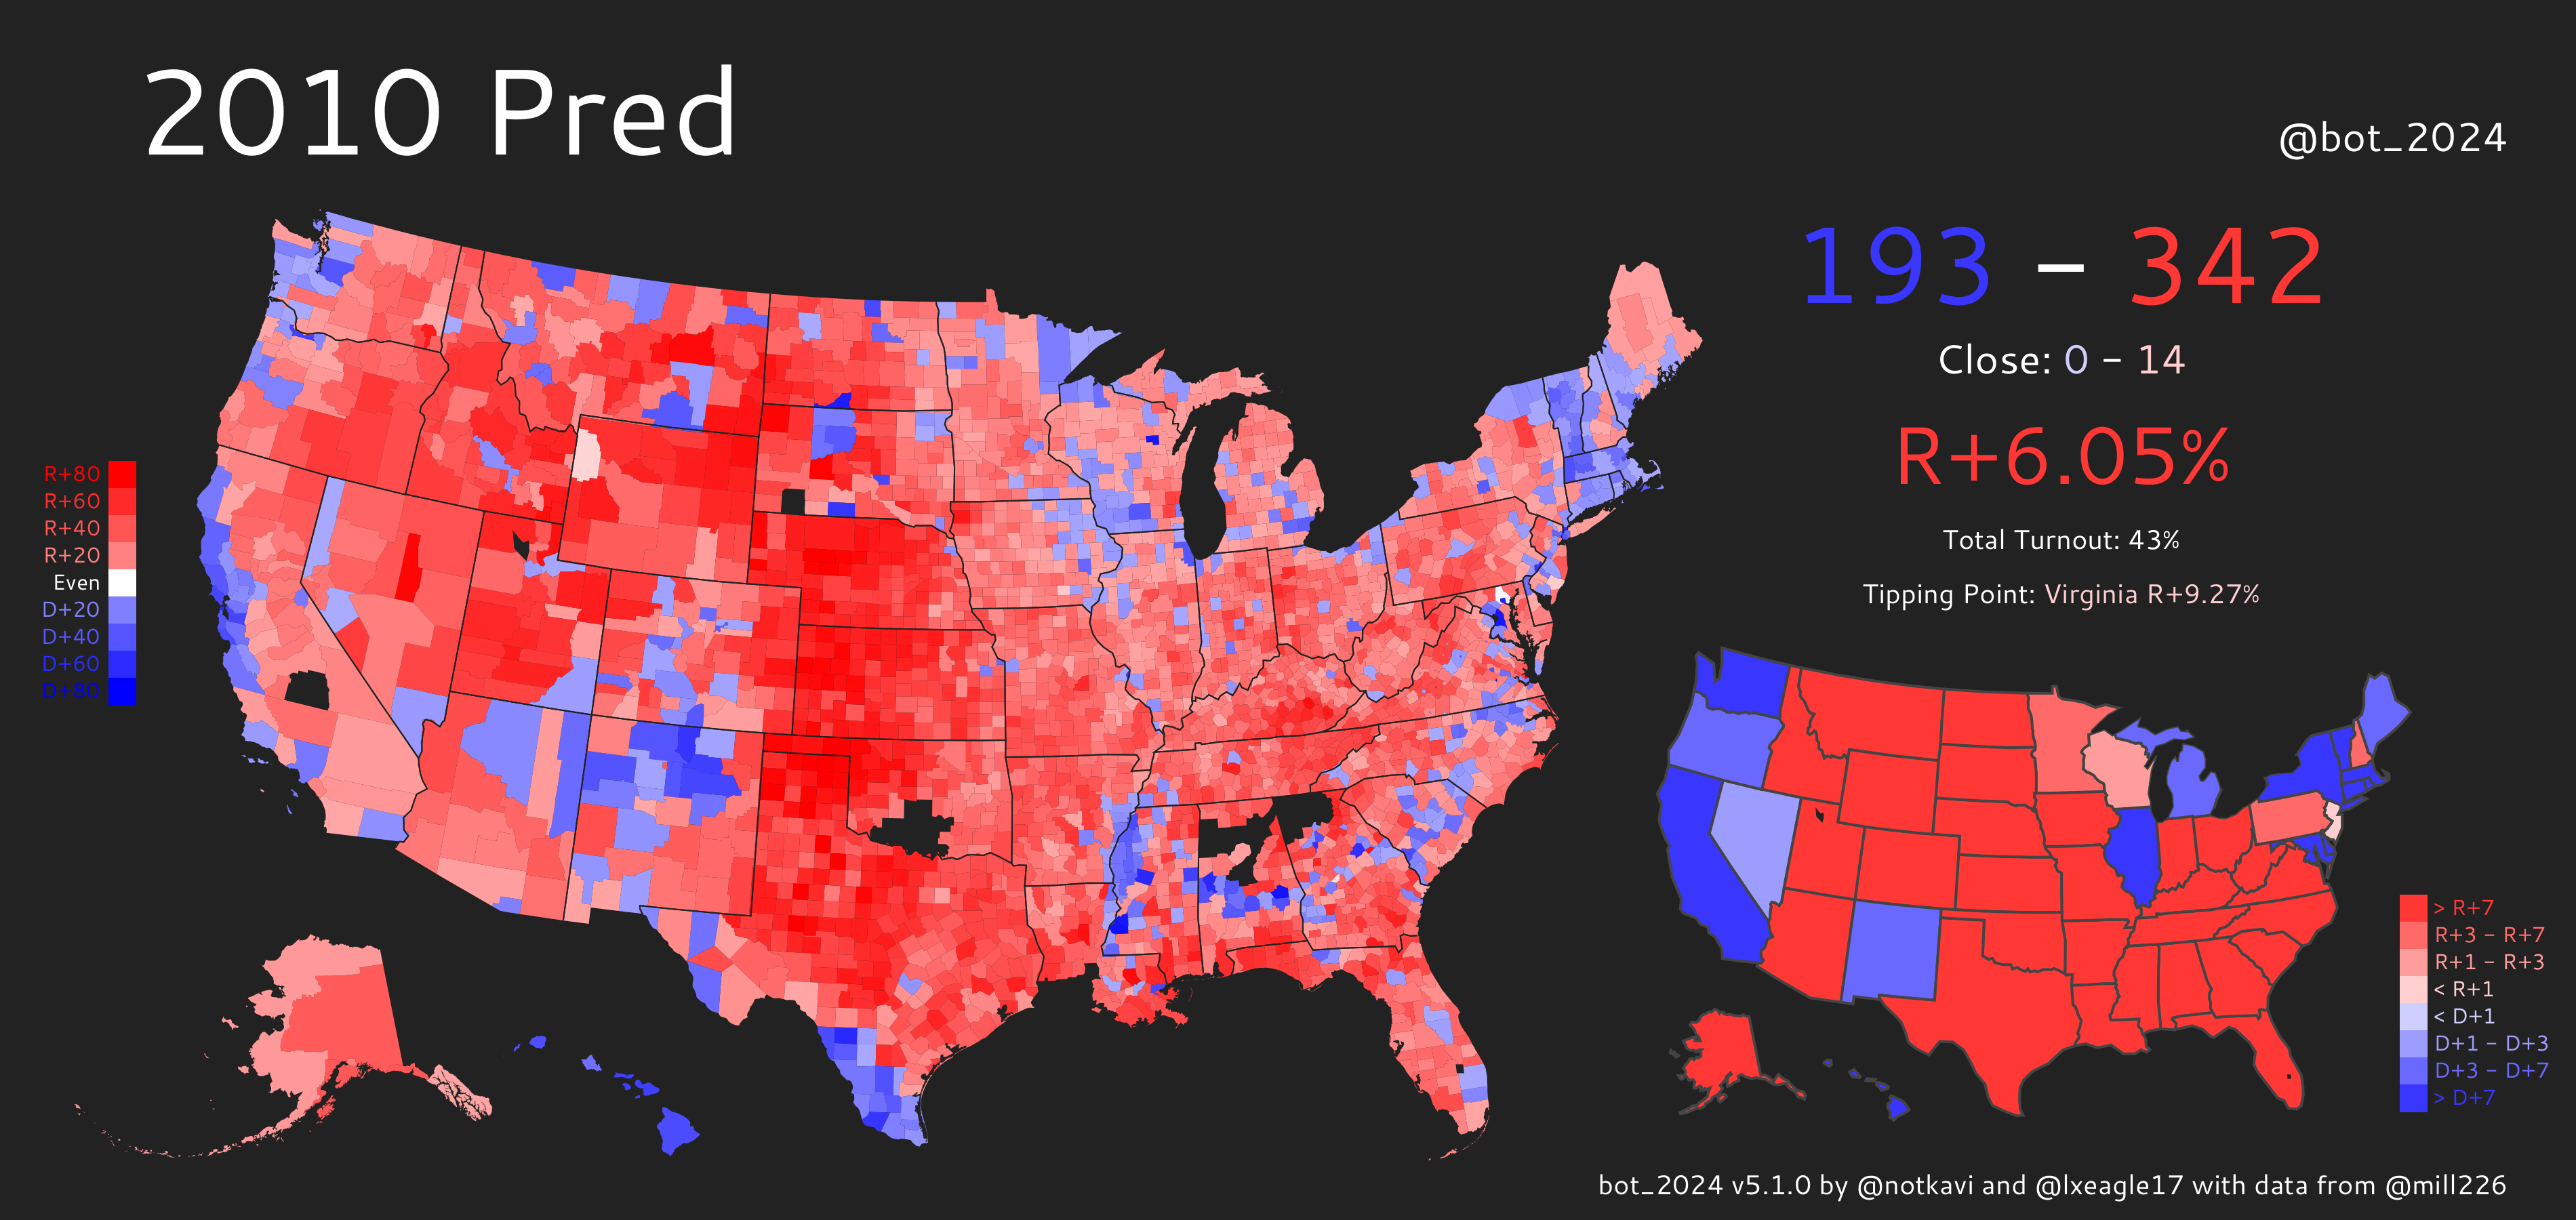 2010 Pred
@bot_2024
193 – 342
Close: 0 – 14
R+6.05%
Total Turnout: 43%
Tipping Point: Virginia R+9.27%
R+80
R+60
R+40
R+20
Even
D+20
D+40
D+60
D+80
> R+7
R+3 – R+7
R+1 – R+3
< R+1
< D+1
D+1 – D+3
D+3 – D+7
> D+7
bot_2024 v5.1.0 by @notkavi and @lxeagle17 with data from @mill226